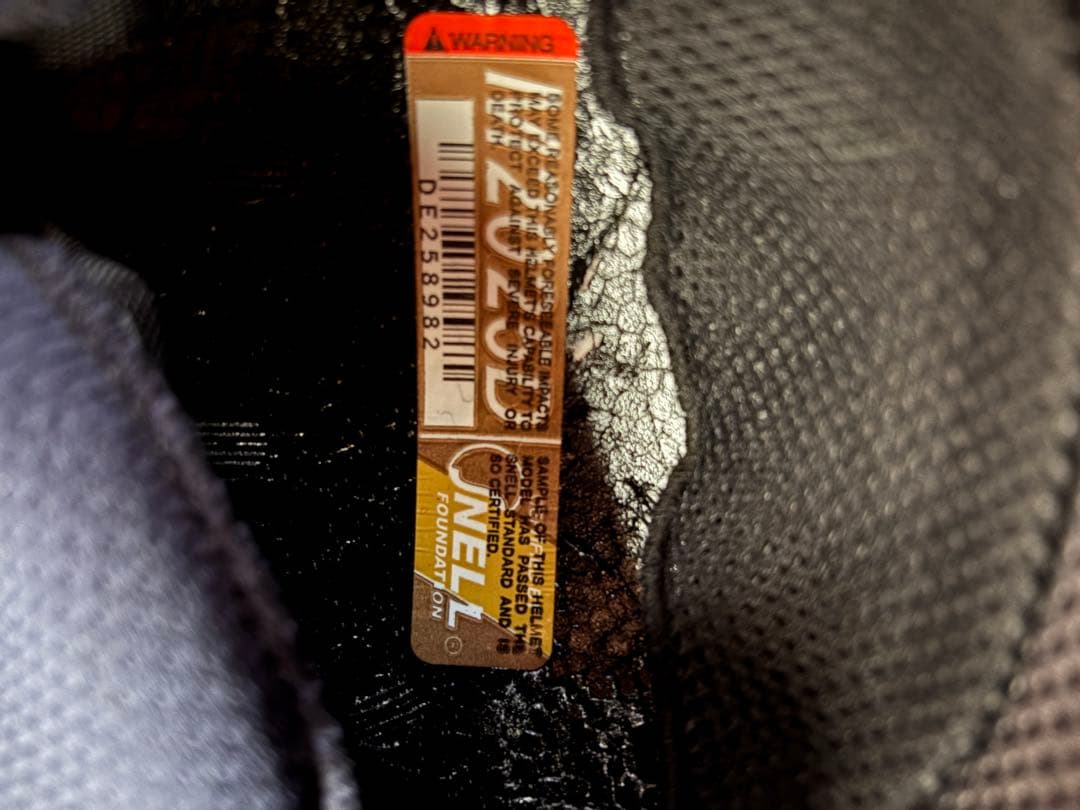 WARNING
SOME REASONABLY FORESEEABLE IMPACTS
MAY EXCEED THIS HELMET'S CAPABILITY TO
PROTECT AGAINST SEVERE INJURY OR
DEATH.
M2020D
DE258982
SAMPLE OF THIS HELMET
MODEL HAS PASSED THE
SNELL STANDARD AND IS
SO CERTIFIED.
SNELL
FOUNDATION